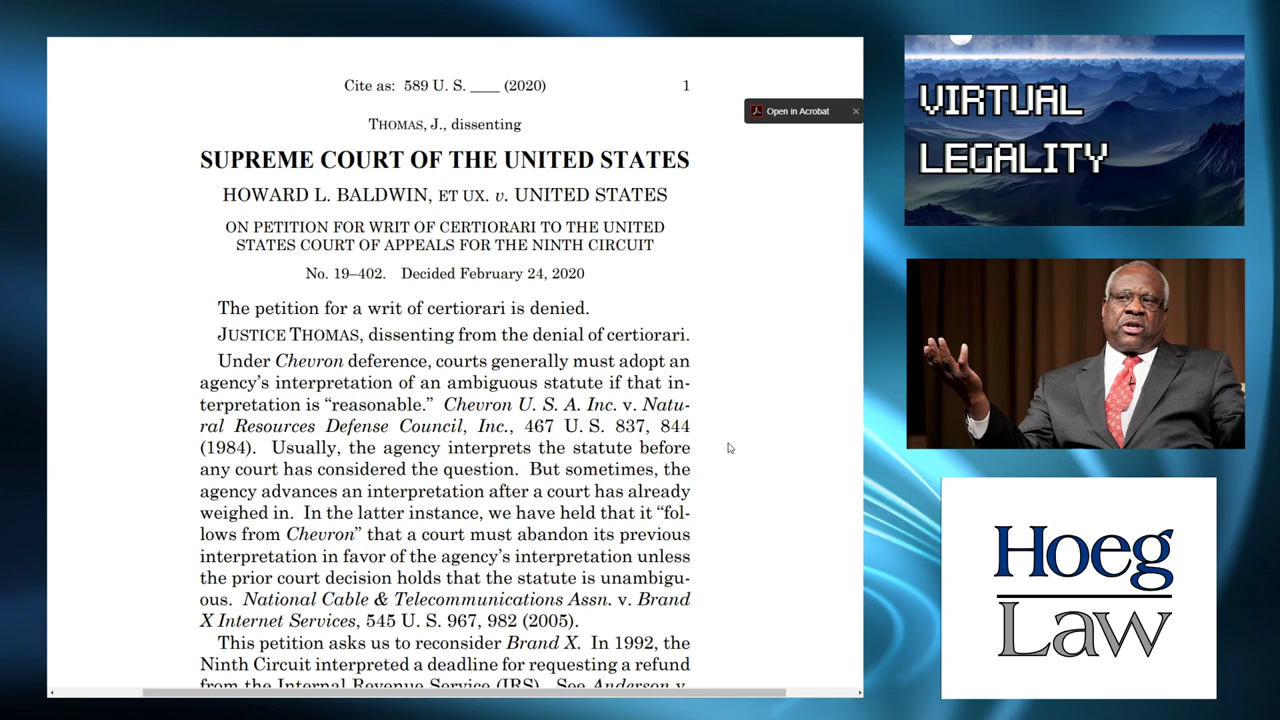 Cite as: 589 U. S. ____ (2020) 1
Open in Acrobat
THOMAS, J., dissenting
SUPREME COURT OF THE UNITED STATES
HOWARD L. BALDWIN, ET UX. v. UNITED STATES
ON PETITION FOR WRIT OF CERTIORARI TO THE UNITED
STATES COURT OF APPEALS FOR THE NINTH CIRCUIT
No. 19–402. Decided February 24, 2020
The petition for a writ of certiorari is denied.
JUSTICE THOMAS, dissenting from the denial of certiorari.
Under Chevron deference, courts generally must adopt an
agency’s interpretation of an ambiguous statute if that in-
terpretation is “reasonable.” Chevron U. S. A. Inc. v. Natu-
ral Resources Defense Council, Inc., 467 U. S. 837, 844
(1984). Usually, the agency interprets the statute before
any court has considered the question. But sometimes, the
agency advances an interpretation after a court has already
weighed in. In the latter instance, we have held that it “fol-
lows from Chevron” that a court must abandon its previous
interpretation in favor of the agency’s interpretation unless
the prior court decision holds that the statute is unambigu-
ous. National Cable & Telecommunications Assn. v. Brand
X Internet Services, 545 U. S. 967, 982 (2005).
This petition asks us to reconsider Brand X. In 1992, the
Ninth Circuit interpreted a deadline for requesting a refund
from the Internal Revenue Service (IRS). See Anderson v.
VIRTUAL
LEGALITY
Hoeg
Law